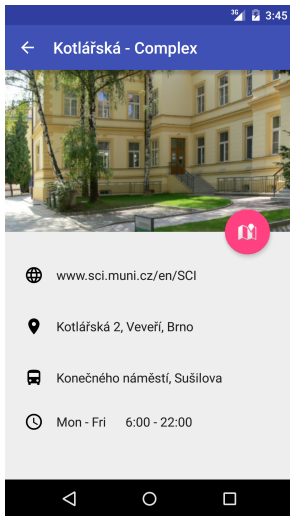 3G 3:45
Kotlářská - Complex
www.sci.muni.cz/en/SCI
Kotlářská 2, Veveří, Brno
Konečného náměstí, Sušilova
Mon - Fri 6:00 - 22:00